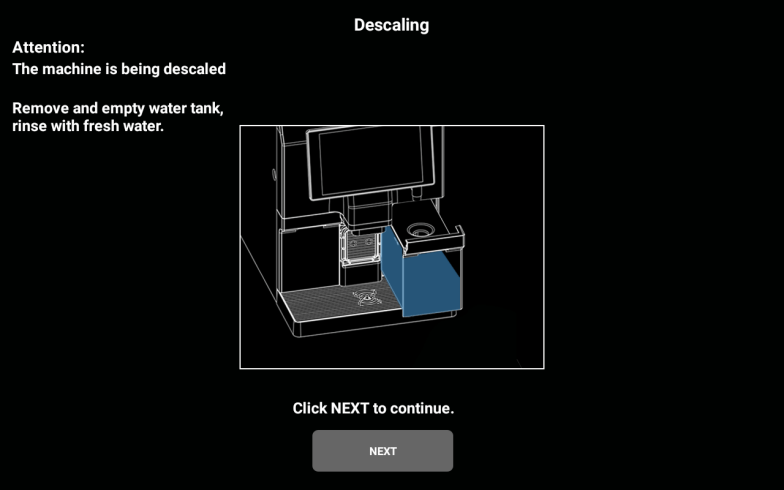 Descaling
Attention:
The machine is being descaled
Remove and empty water tank,
rinse with fresh water.
Click NEXT to continue.
NEXT